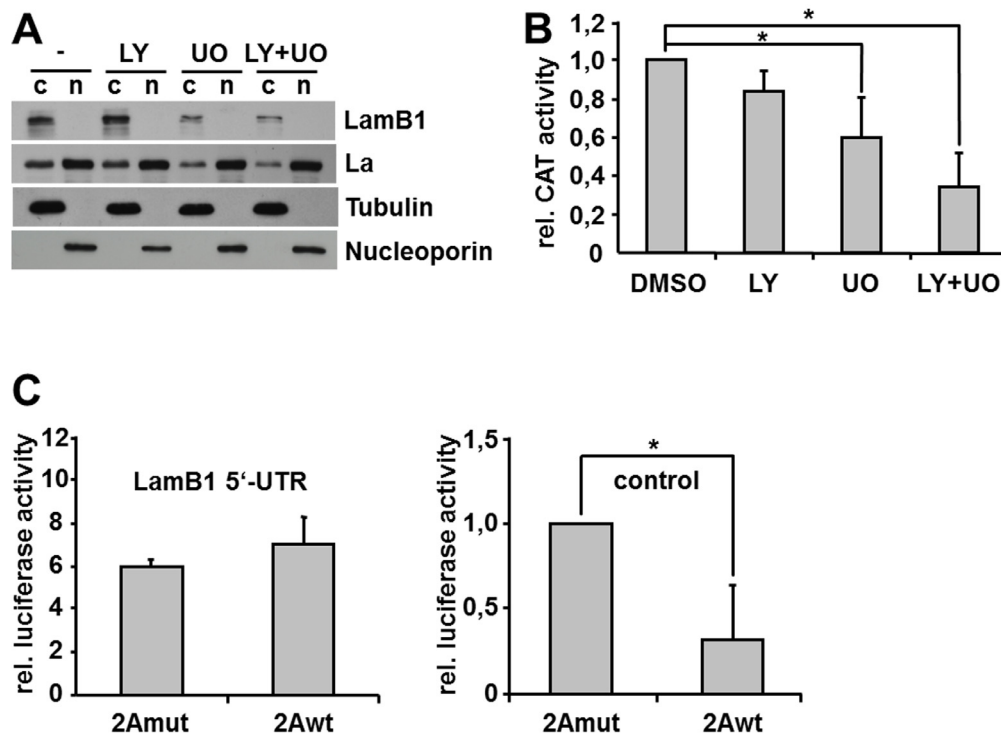 A
- LY UO LY+UO
c n c n c n c n
LamB1
La
Tubulin
Nucleoporin
B
rel. CAT activity
1,2
1,0
0,8
0,6
0,4
0,2
0
*
*
DMSO LY UO LY+UO
C
rel. luciferase activity
12
10
8
6
4
2
0
LamB1 5‘-UTR
2Amut 2Awt
rel. luciferase activity
1,5
1,0
0,5
0
*
control
2Amut 2Awt